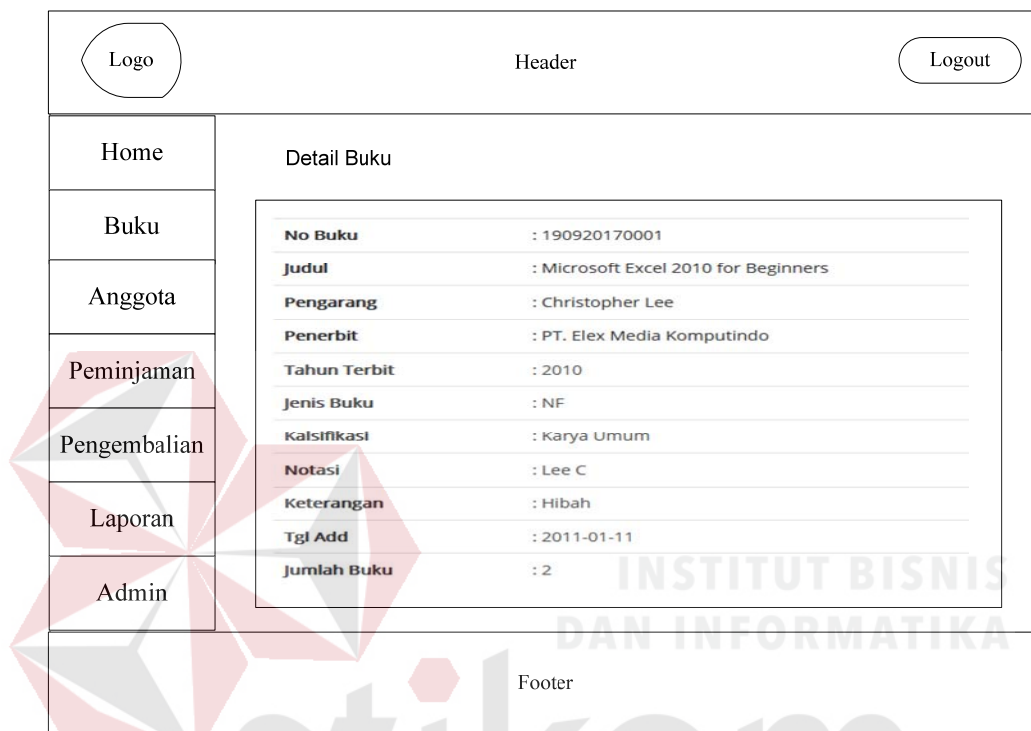 Logo
Header
Logout
Home
Buku
Anggota
Peminjaman
Pengembalian
Laporan
Admin
Detail Buku
No Buku : 190920170001
Judul : Microsoft Excel 2010 for Beginners
Pengarang : Christopher Lee
Penerbit : PT. Elex Media Komputindo
Tahun Terbit : 2010
Jenis Buku : NF
Kalsifikasi : Karya Umum
Notasi : Lee C
Keterangan : Hibah
Tgl Add : 2011-01-11
Jumlah Buku : 2
INSTITUT BISNIS
DAN INFORMATIKA
Footer